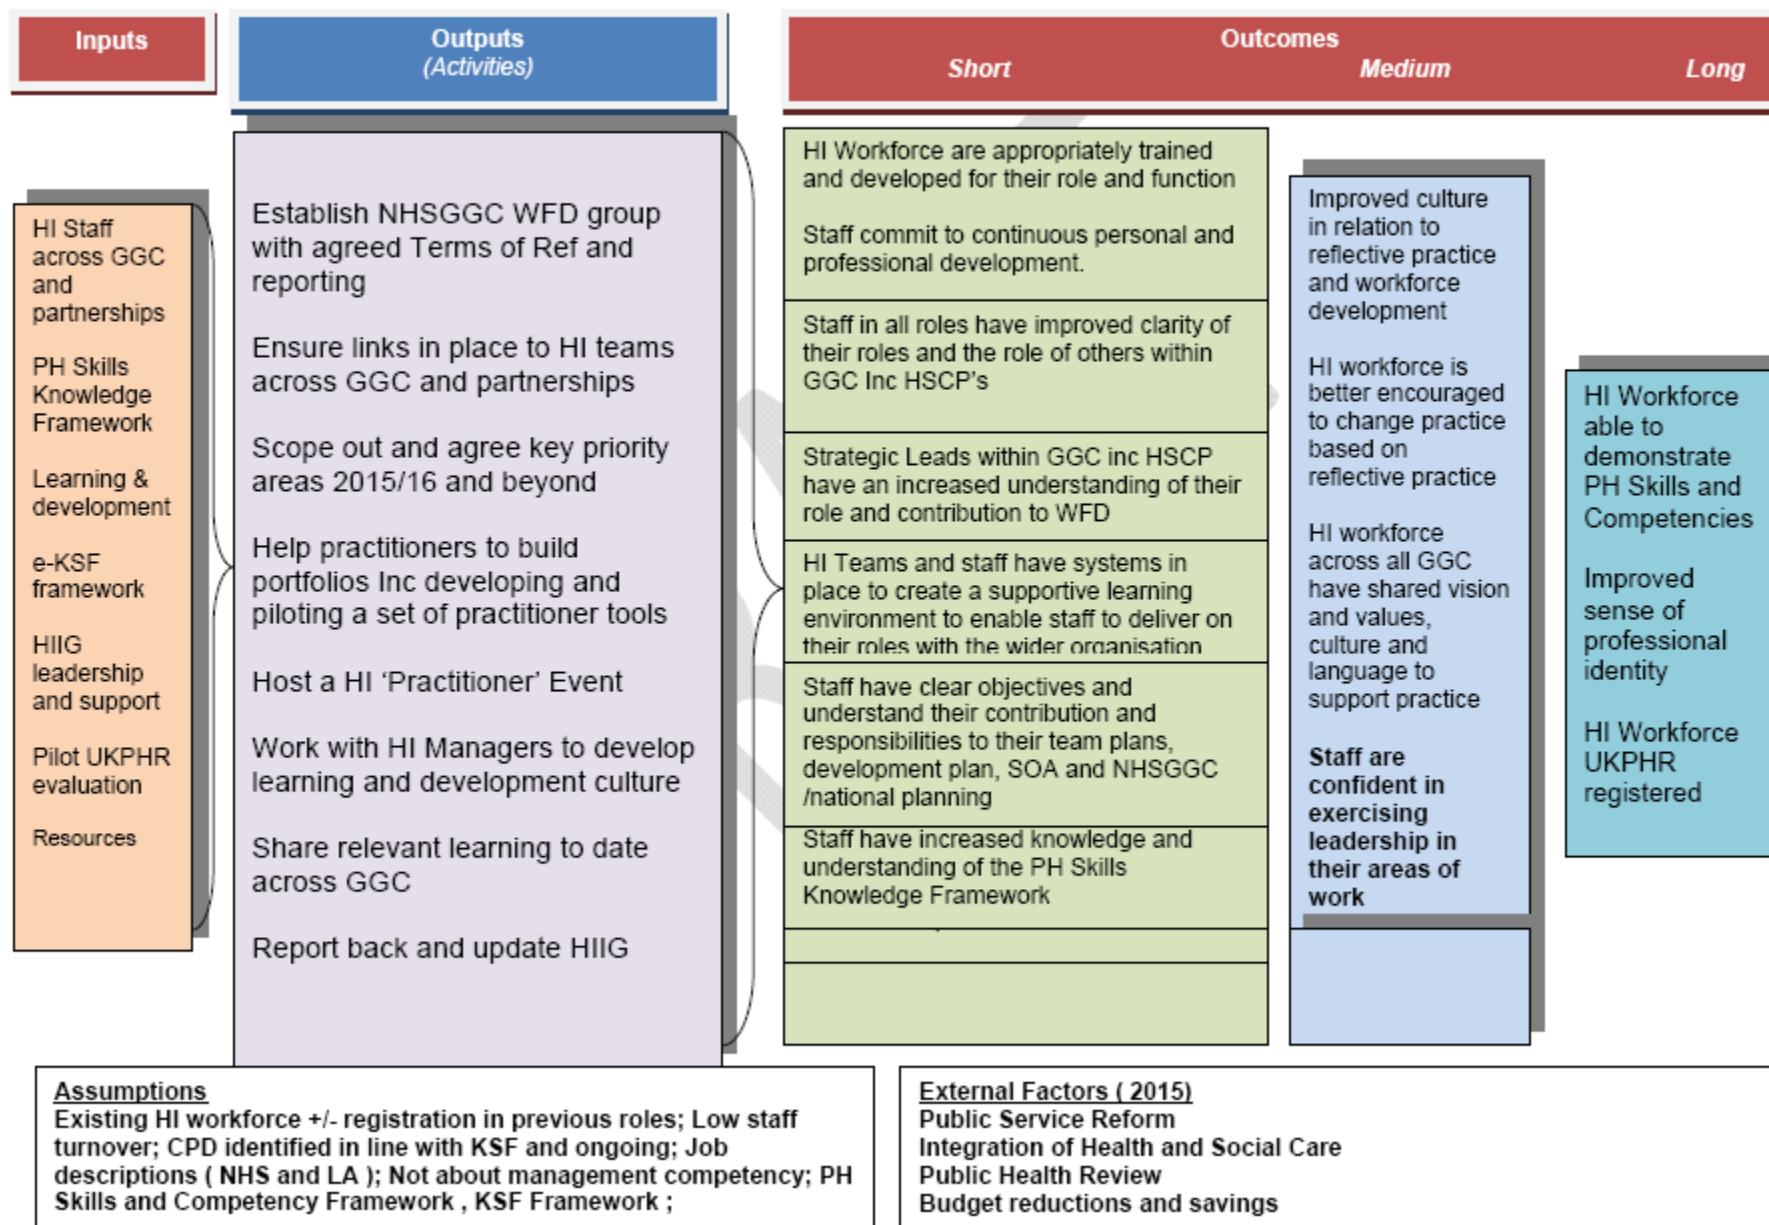 Inputs
Outputs
(Activities)
Outcomes
Short Medium Long
HI Staff
across GGC
and
partnerships
PH Skills
Knowledge
Framework
Learning &
development
e-KSF
framework
HIIG
leadership
and support
Pilot UKPHR
evaluation
Resources
Establish NHSGGC WFD group
with agreed Terms of Ref and
reporting
Ensure links in place to HI teams
across GGC and partnerships
Scope out and agree key priority
areas 2015/16 and beyond
Help practitioners to build
portfolios Inc developing and
piloting a set of practitioner tools
Host a HI ‘Practitioner’ Event
Work with HI Managers to develop
learning and development culture
Share relevant learning to date
across GGC
Report back and update HIIG
HI Workforce are appropriately trained
and developed for their role and function
Staff commit to continuous personal and
professional development.
Staff in all roles have improved clarity of
their roles and the role of others within
GGC Inc HSCP’s
Strategic Leads within GGC inc HSCP
have an increased understanding of their
role and contribution to WFD
HI Teams and staff have systems in
place to create a supportive learning
environment to enable staff to deliver on
their roles with the wider organisation
Staff have clear objectives and
understand their contribution and
responsibilities to their team plans,
development plan, SOA and NHSGGC
/national planning
Staff have increased knowledge and
understanding of the PH Skills
Knowledge Framework
Improved culture
in relation to
reflective practice
and workforce
development
HI workforce is
better encouraged
to change practice
based on
reflective practice
HI workforce
across all GGC
have shared vision
and values,
culture and
language to
support practice
Staff are
confident in
exercising
leadership in
their areas of
work
HI Workforce
able to
demonstrate
PH Skills and
Competencies
Improved
sense of
professional
identity
HI Workforce
UKPHR
registered
Assumptions
Existing HI workforce +/- registration in previous roles; Low staff
turnover; CPD identified in line with KSF and ongoing; Job
descriptions ( NHS and LA ); Not about management competency; PH
Skills and Competency Framework , KSF Framework ;
External Factors ( 2015)
Public Service Reform
Integration of Health and Social Care
Public Health Review
Budget reductions and savings